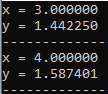 x = 3.000000
y = 1.442250
------------
x = 4.000000
y = 1.587401
------------